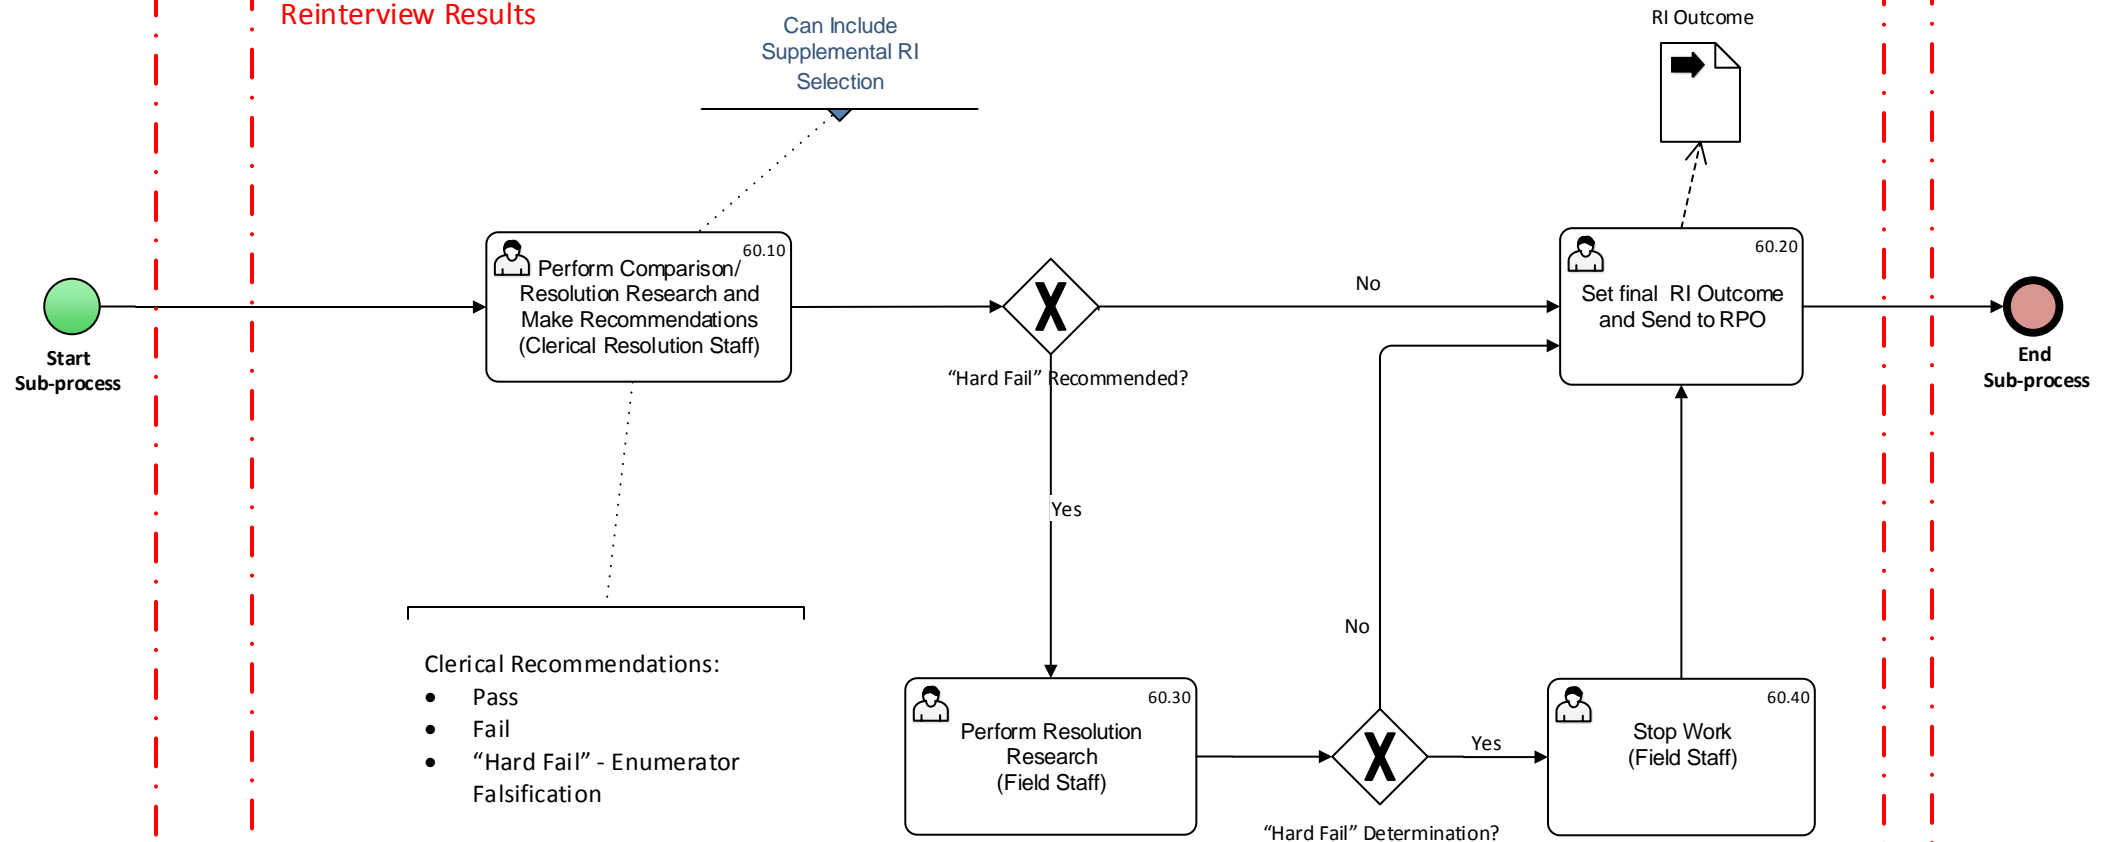 Reinterview Results
Can Include
Supplemental RI
Selection
RI Outcome
Start
Sub-process
60.10
Perform Comparison/
Resolution Research and
Make Recommendations
(Clerical Resolution Staff)
X
"Hard Fail" Recommended?
No
Yes
60.20
Set final RI Outcome
and Send to RPO
End
Sub-process
Clerical Recommendations:
• Pass
• Fail
• “Hard Fail” - Enumerator
Falsification
60.30
Perform Resolution
Research
(Field Staff)
X
“Hard Fail” Determination?
No
Yes
60.40
Stop Work
(Field Staff)